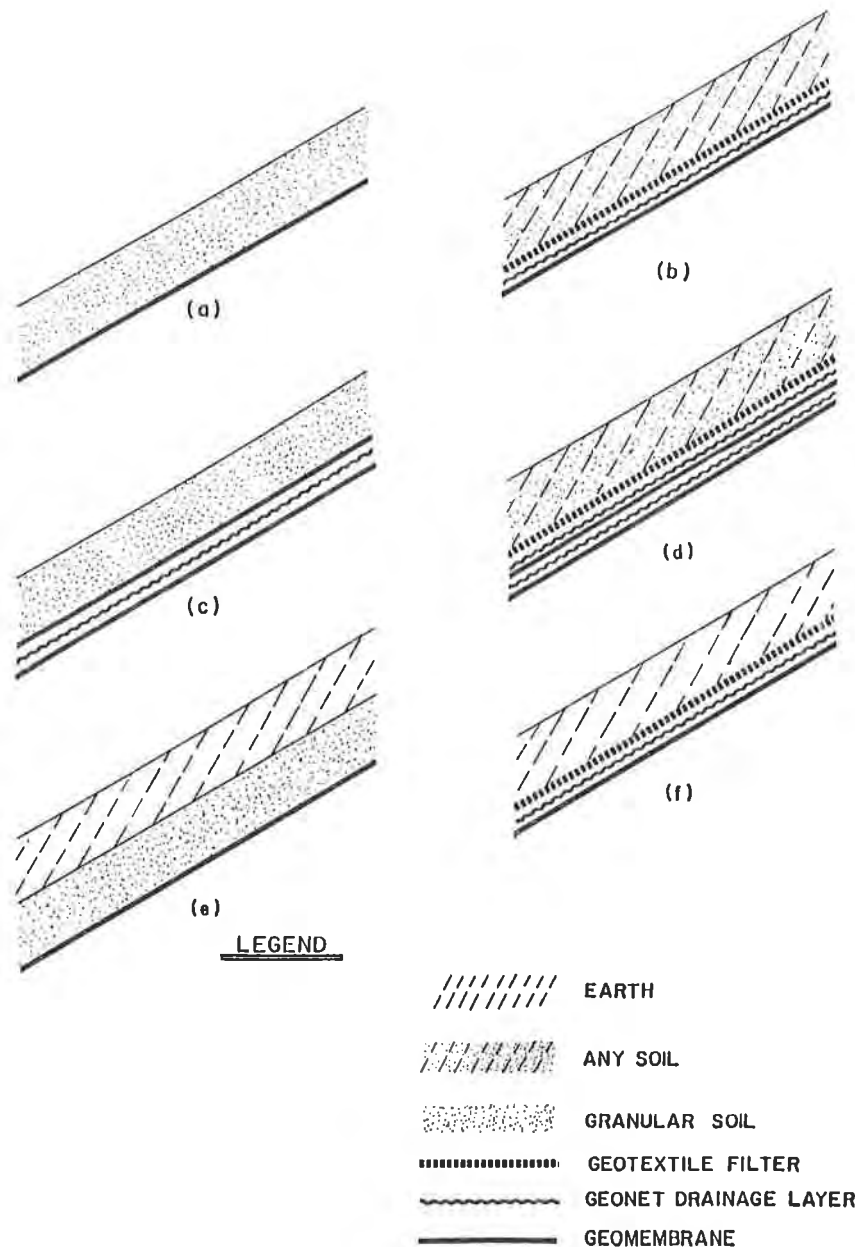 (a)
(b)
(c)
(d)
(e)
(f)
LEGEND
EARTH
ANY SOIL
GRANULAR SOIL
GEOTEXTILE FILTER
GEONET DRAINAGE LAYER
GEOMEMBRANE